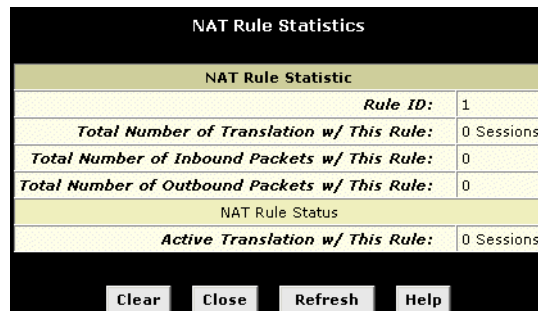 NAT Rule Statistics
NAT Rule Statistic
Rule ID: 1
Total Number of Translation w/ This Rule: 0 Sessions
Total Number of Inbound Packets w/ This Rule: 0
Total Number of Outbound Packets w/ This Rule: 0
NAT Rule Status
Active Translation w/ This Rule: 0 Sessions
Clear Close Refresh Help